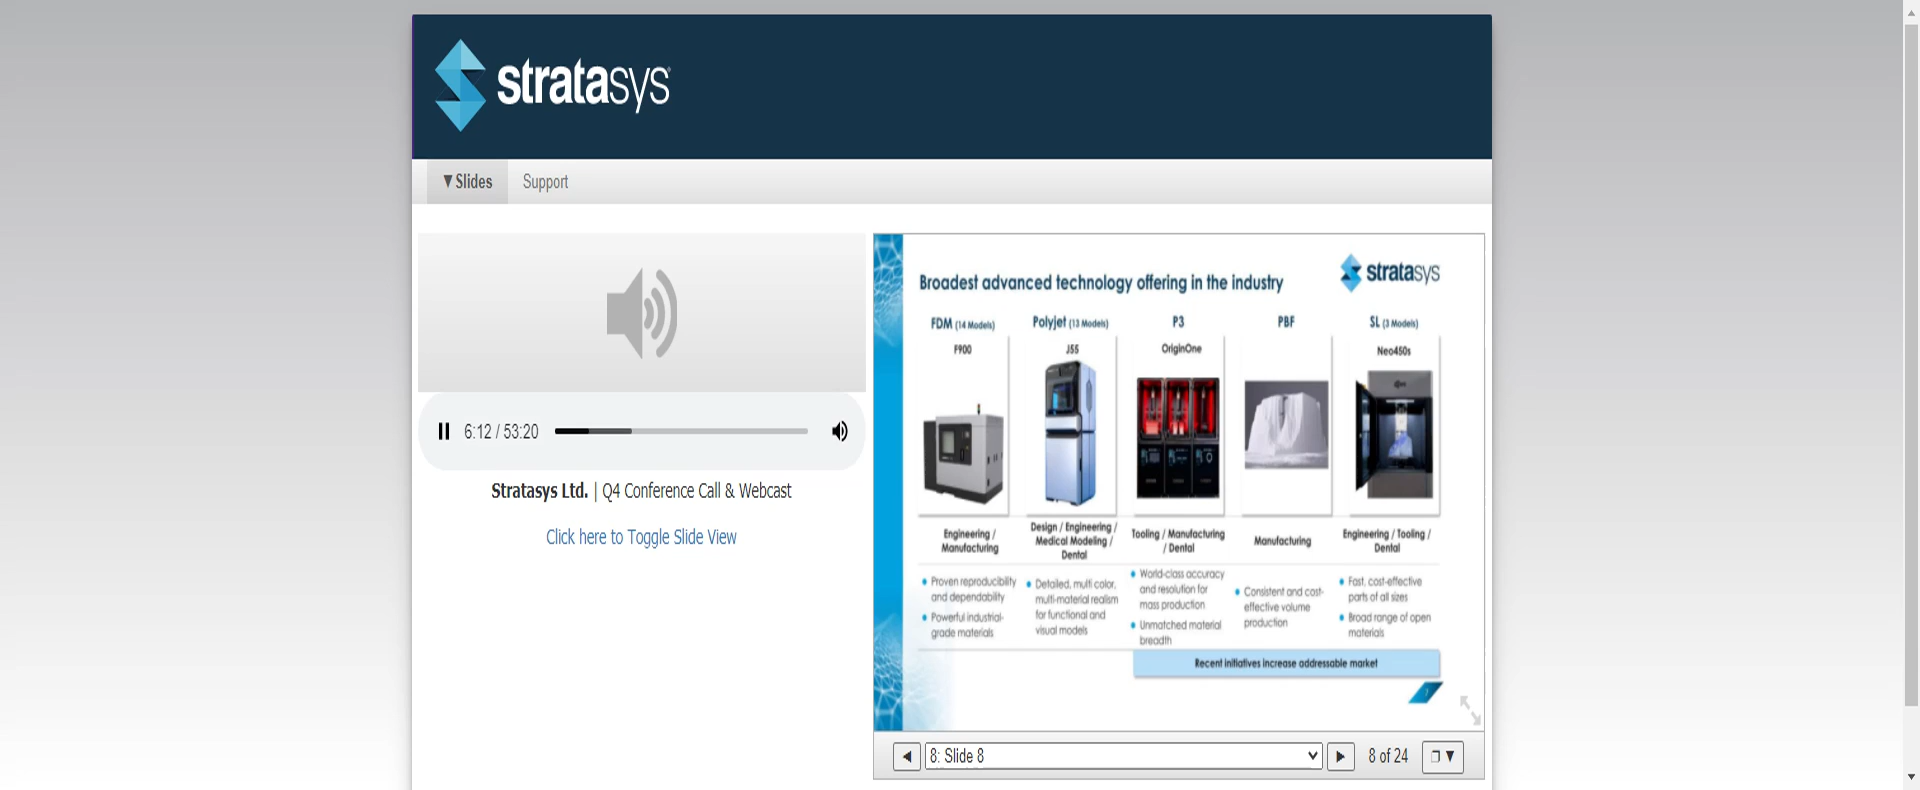 stratasys
▼Slides
Support
6:12 / 53:20
Stratasys Ltd. | Q4 Conference Call & Webcast
Click here to Toggle Slide View
stratasys
Broadest advanced technology offering in the industry
FDM (14 Models)
F900
Engineering /
Manufacturing
Proven reproducibility
and dependability
Powerful industrial-
grade materials
Polyjet (13 Models)
J55
Design / Engineering /
Medical Modeling /
Dental
Detailed, multi color,
multi-material realism
for functional and
visual models
P3
OriginOne
Tooling / Manufacturing
/ Dental
World-class accuracy
and resolution for
mass production
Unmatched material
breadth
PBF
Manufacturing
Consistent and cost-
effective volume
production
SL (3 Models)
Neo450s
Engineering / Tooling /
Dental
Fast, cost-effective
parts of all sizes
Broad range of open
materials
Recent initiatives increase addressable market
7
8: Slide 8
8 of 24